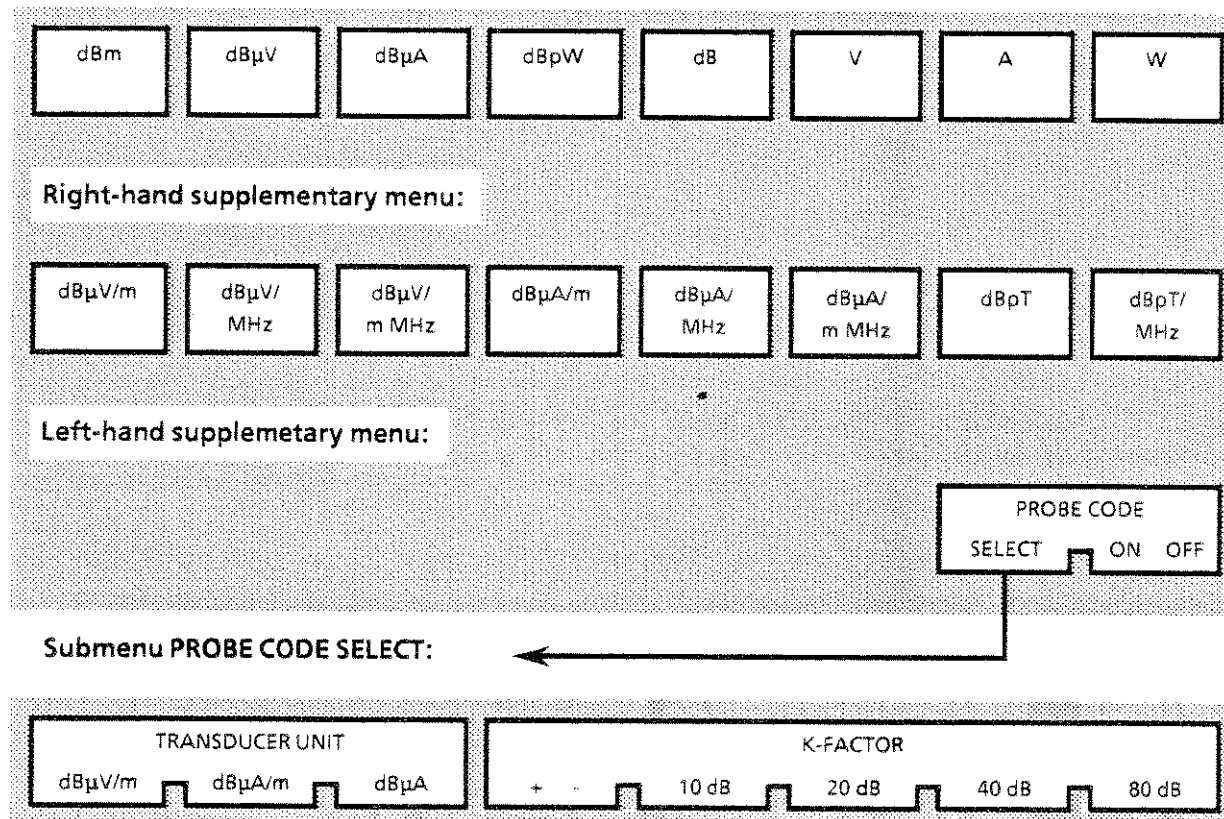 dBm dBµV dBµA dBpW dB V A W
Right-hand supplementary menu:
dBµV/m dBµV/ MHz dBµV/ m MHz dBµA/m dBµA/ MHz dBµA/ m MHz dBpT dBpT/ MHz
Left-hand supplemetary menu:
PROBE CODE
SELECT ON OFF
Submenu PROBE CODE SELECT:
TRANSDUCER UNIT K-FACTOR
dBµV/m dBµA/m dBµA + - 10 dB 20 dB 40 dB 80 dB